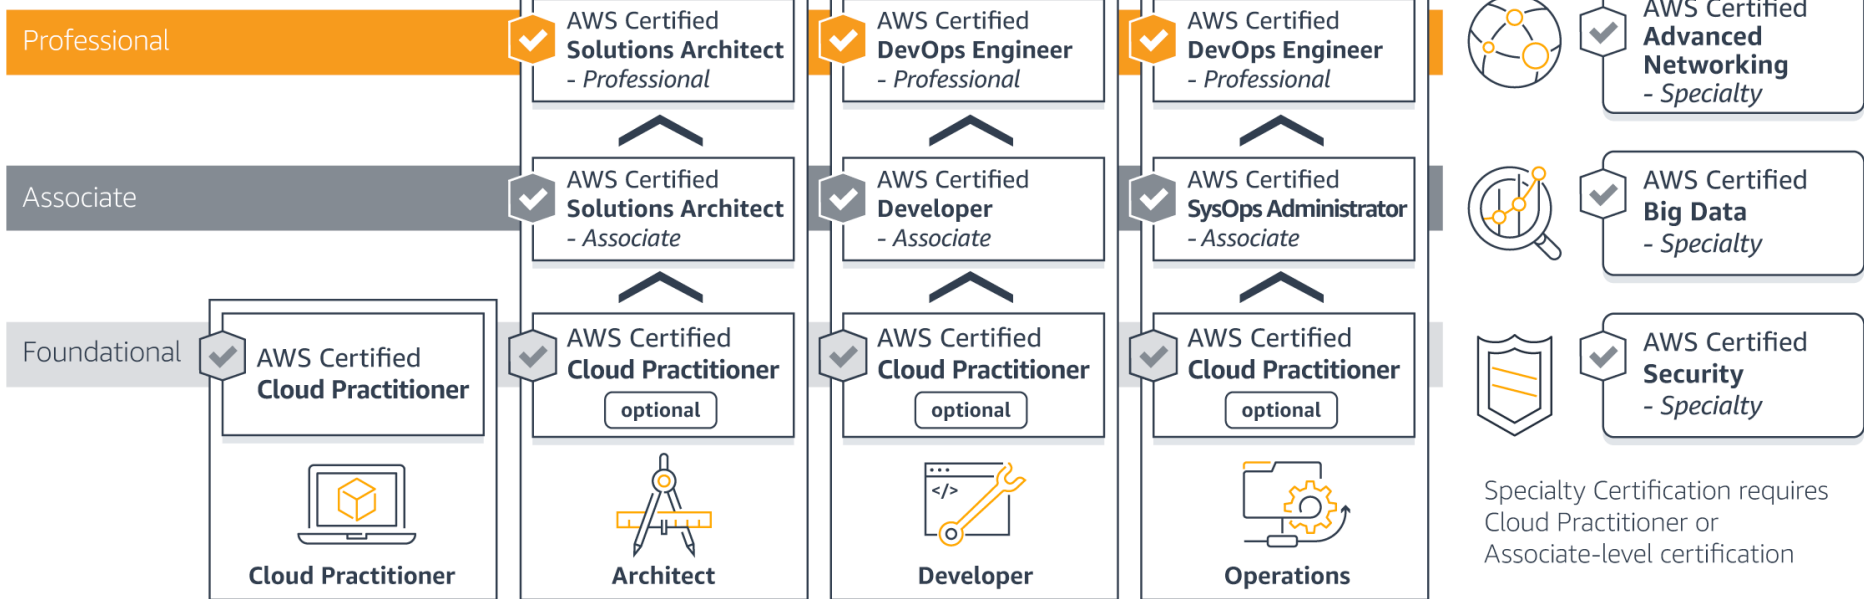 Professional
AWS Certified
Solutions Architect
- Professional
AWS Certified
DevOps Engineer
- Professional
AWS Certified
DevOps Engineer
- Professional
AWS Certified
Advanced
Networking
- Specialty
Associate
AWS Certified
Solutions Architect
- Associate
AWS Certified
Developer
- Associate
AWS Certified
SysOps Administrator
- Associate
AWS Certified
Big Data
- Specialty
Foundational
AWS Certified
Cloud Practitioner
AWS Certified
Cloud Practitioner
optional
AWS Certified
Cloud Practitioner
optional
AWS Certified
Cloud Practitioner
optional
AWS Certified
Security
- Specialty
</>
Cloud Practitioner
Architect
Developer
Operations
Specialty Certification requires
Cloud Practitioner or
Associate-level certification